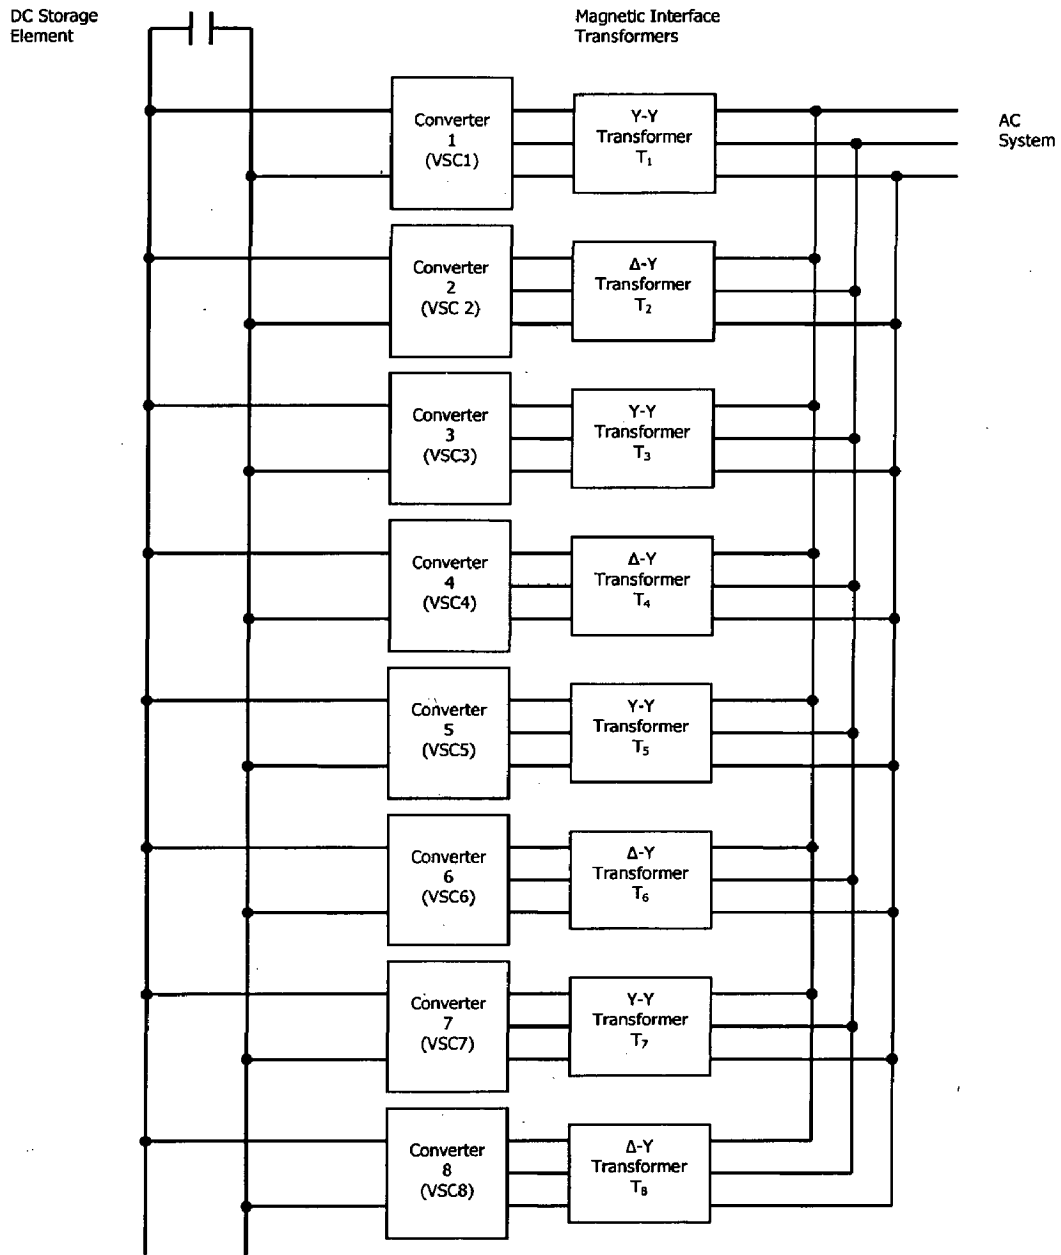 DC Storage
Element
Magnetic Interface
Transformers
AC
System
Converter
1
(VSC1)
Y-Y
Transformer
T₁
Converter
2
(VSC 2)
Δ-Y
Transformer
T₂
Converter
3
(VSC3)
Y-Y
Transformer
T₃
Converter
4
(VSC4)
Δ-Y
Transformer
T₄
Converter
5
(VSC5)
Y-Y
Transformer
T₅
Converter
6
(VSC6)
Δ-Y
Transformer
T₆
Converter
7
(VSC7)
Y-Y
Transformer
T₇
Converter
8
(VSC8)
Δ-Y
Transformer
T₈